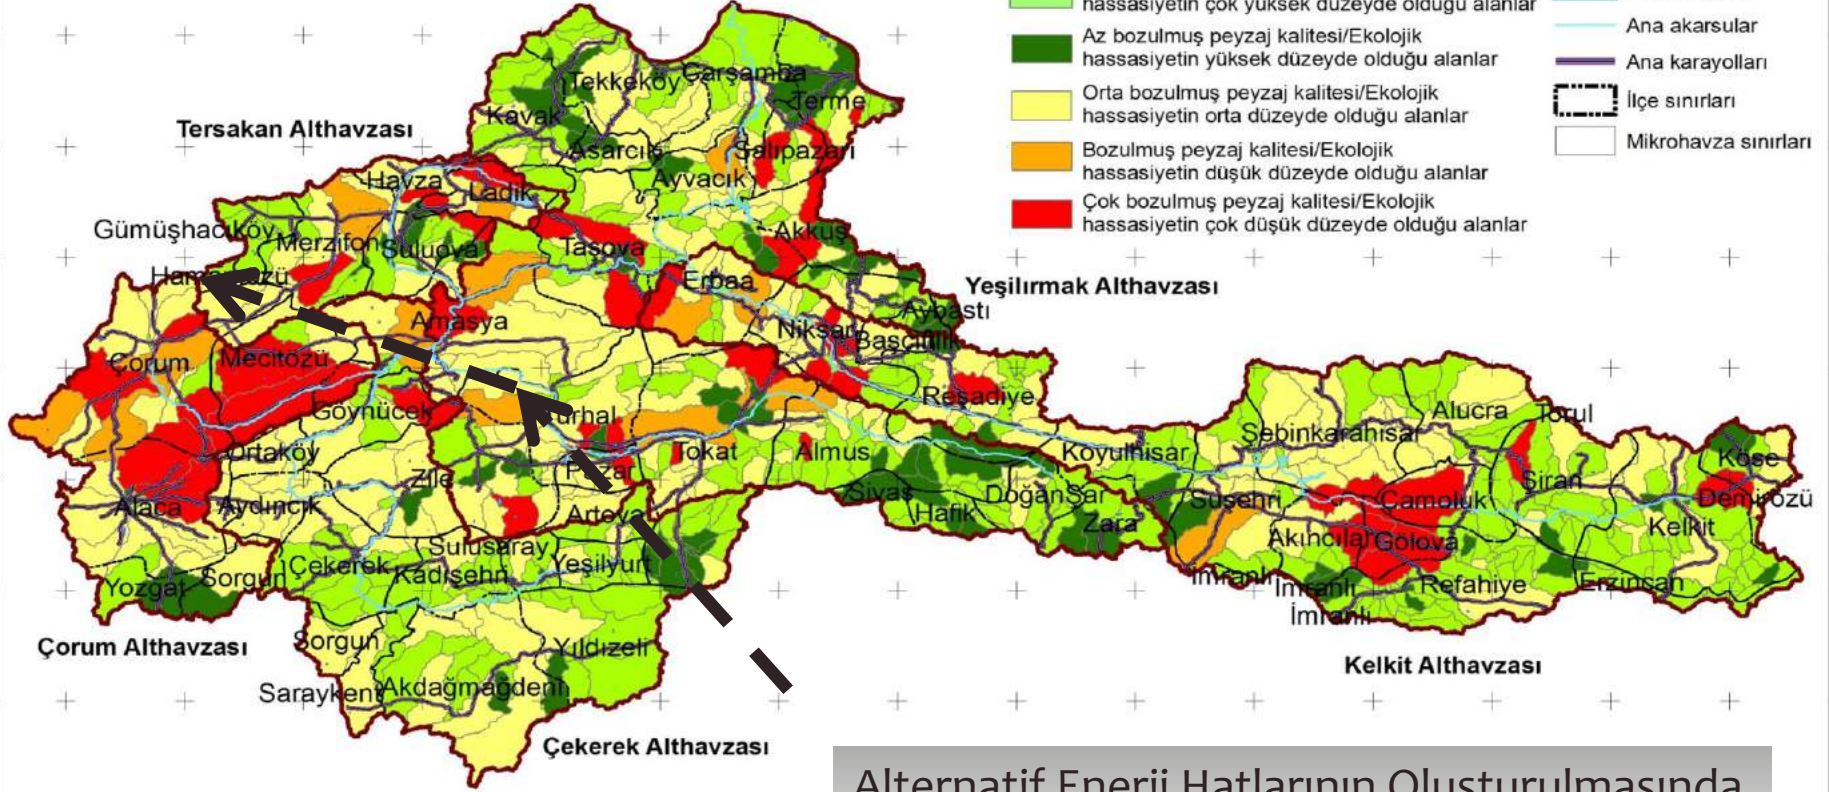 hassasiyetin çok yüksek düzeyde olduğu alanlar
Az bozulmuş peyzaj kalitesi/Ekolojik
hassasiyetin yüksek düzeyde olduğu alanlar
Orta bozulmuş peyzaj kalitesi/Ekolojik
hassasiyetin orta düzeyde olduğu alanlar
Bozulmuş peyzaj kalitesi/Ekolojik
hassasiyetin düşük düzeyde olduğu alanlar
Çok bozulmuş peyzaj kalitesi/Ekolojik
hassasiyetin çok düşük düzeyde olduğu alanlar
Ana akarsular
Ana karayolları
İlçe sınırları
Mikrohavza sınırları
Tekkeköy
Çarşamba
Terme
Kavak
Asarcık
Salıpazarı
Ayvacık
Tersakan Althavzası
Havza
Ladik
Gümüşhacıköy
Merzifon
Suluova
Taşova
Akkuş
Erbaa
Yeşilırmak Althavzası
Aybastı
Amasya
Niksar
Başçiftlik
Çorum
Mecitözü
Göynücek
Reşadiye
Alucra
Torul
Şebinkarahisar
Ortaköy
Tokat
Almus
Koyulhisar
Köse
Zile
Sivas
Doğanşar
Suşehri
Çamoluk
Şiran
Demirözü
Alaca
Aydıncık
Artova
Hafik
Zara
Akıncılar
Gölova
Kelkit
Sulusaray
Yeşilyurt
Çekerek
Kadışehri
Yozgat
Sorgun
İmranlı
İmranlı
İmranlı
Refahiye
Erzincan
Çorum Althavzası
Sorgun
Yıldızeli
Kelkit Althavzası
Saraykent
Akdağmağdeni
Çekerek Althavzası
Alternatif Enerji Hatlarının Oluşturulmasında